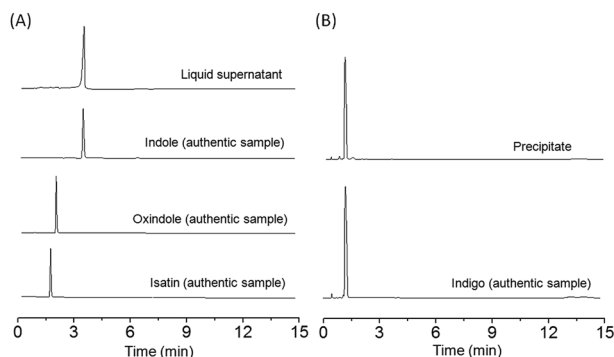 (A)
Liquid supernatant
Indole (authentic sample)
Oxindole (authentic sample)
Isatin (authentic sample)
0 3 6 9 12 15
Time (min)
(B)
Precipitate
Indigo (authentic sample)
0 3 6 9 12 15
Time (min)